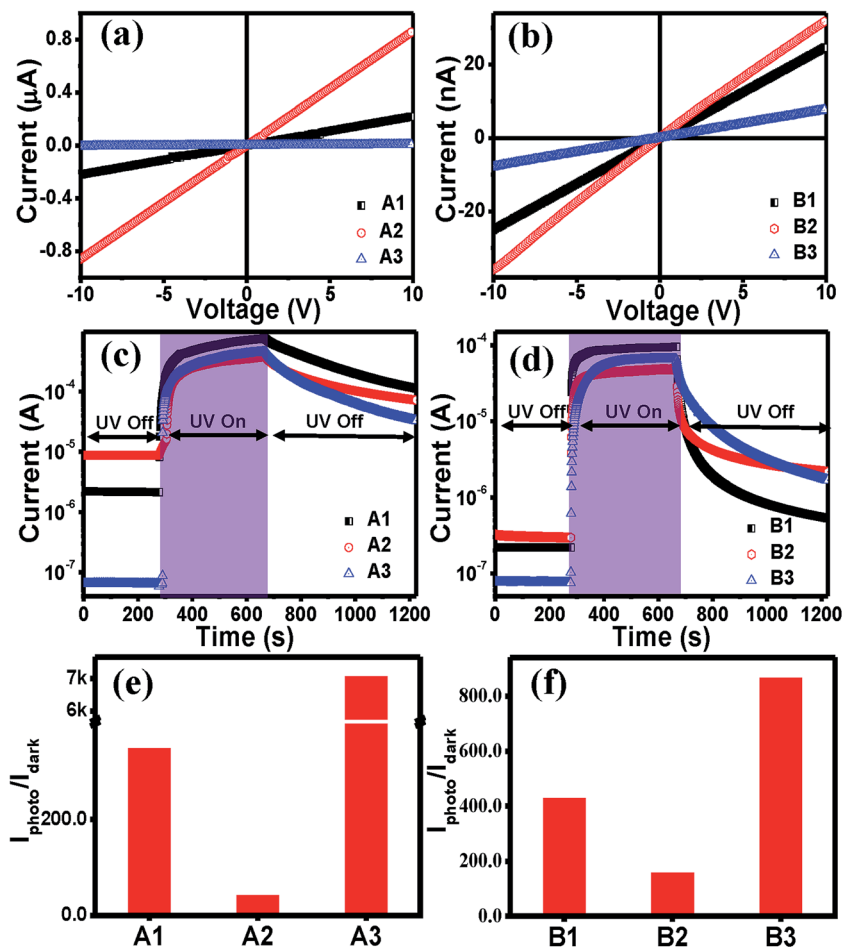 (a)
Current (μA)
0.8
0.4
0.0
-0.4
-0.8
-10
-5
0
5
10
Voltage (V)
A1
A2
A3
(b)
Current (nA)
20
0
-20
-10
-5
0
5
10
Voltage (V)
B1
B2
B3
(c)
Current (A)
10-4
10-5
10-6
10-7
UV Off
UV On
UV Off
A1
A2
A3
0 200 400 600 800 1000 1200
Time (s)
(d)
Current (A)
10-4
10-5
10-6
10-7
UV Off
UV On
UV Off
B1
B2
B3
0 200 400 600 800 1000 1200
Time (s)
(e)
Iphoto/Idark
7k
6k
200.0
0.0
A1 A2 A3
(f)
Iphoto/Idark
800.0
600.0
400.0
200.0
0.0
B1 B2 B3